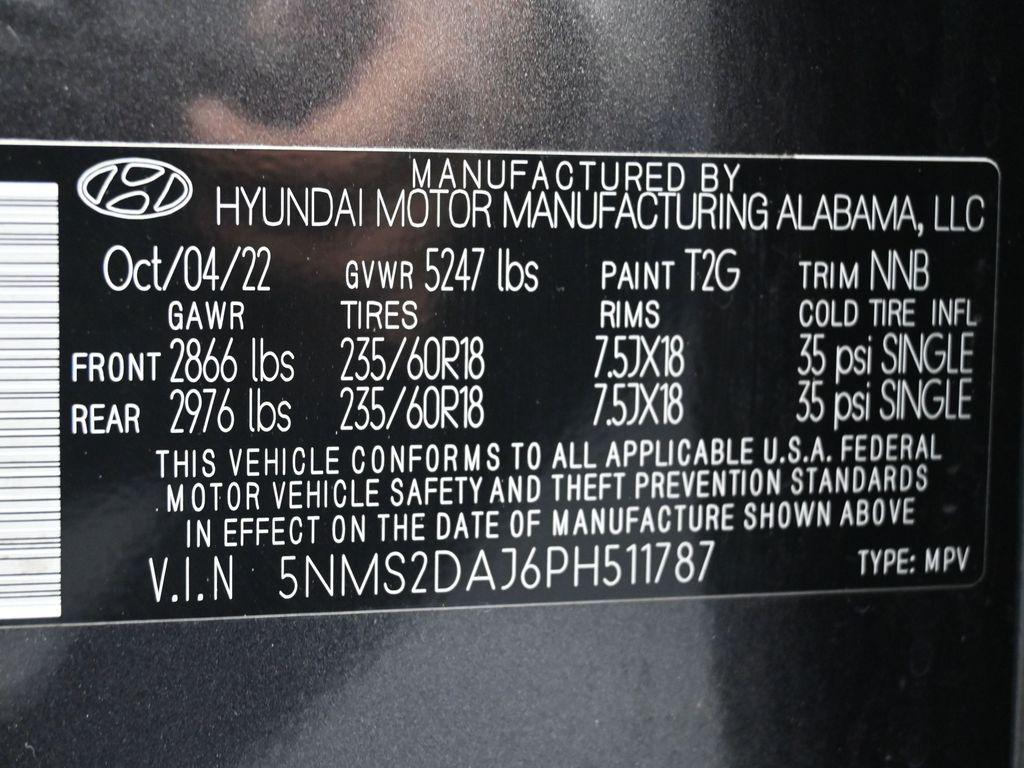 MANUFACTURED BY
HYUNDAI MOTOR MANUFACTURING ALABAMA, LLC
Oct/04/22 GVWR 5247 lbs PAINT T2G TRIM NNB
GAWR TIRES RIMS COLD TIRE INFL
FRONT 2866 lbs 235/60R18 7.5JX18 35 psi SINGLE
REAR 2976 lbs 235/60R18 7.5JX18 35 psi SINGLE
THIS VEHICLE CONFORMS TO ALL APPLICABLE U.S.A. FEDERAL
MOTOR VEHICLE SAFETY AND THEFT PREVENTION STANDARDS
IN EFFECT ON THE DATE OF MANUFACTURE SHOWN ABOVE
V.I.N 5NMS2DAJ6PH511787 TYPE: MPV